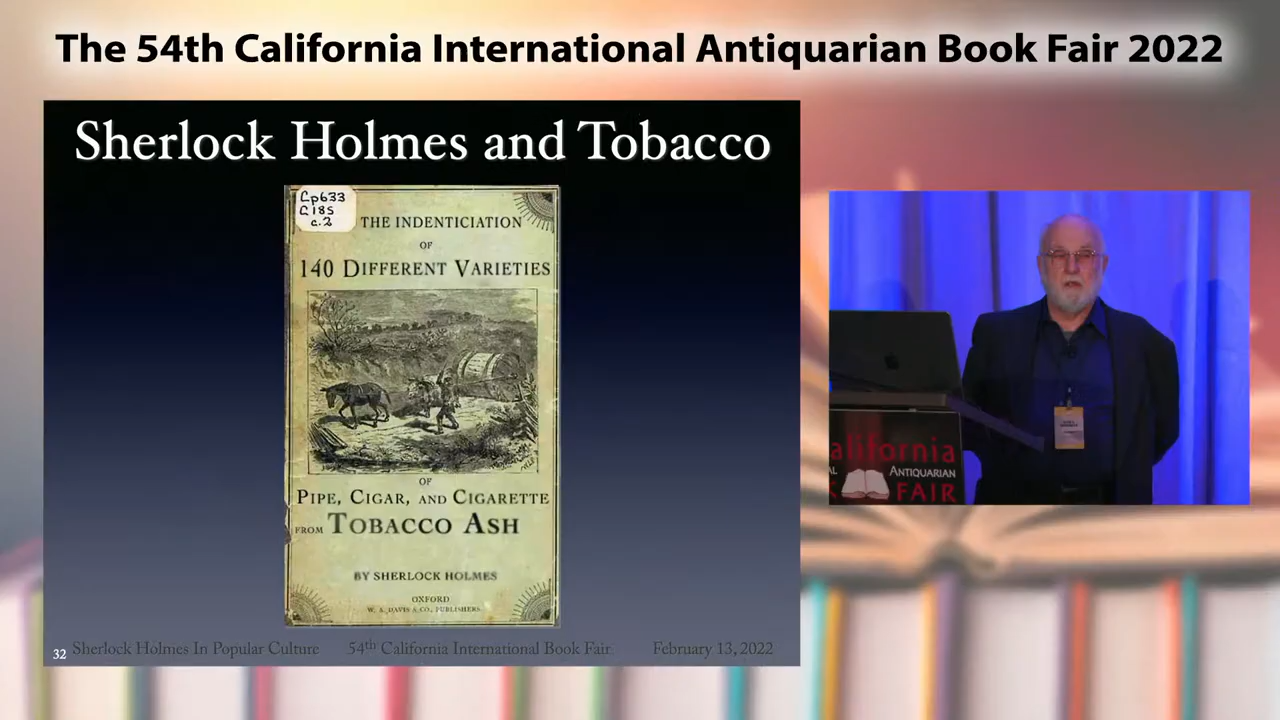 The 54th California International Antiquarian Book Fair 2022
Sherlock Holmes and Tobacco
Cp633
C185
c.2
THE INDENTICIATION
OF
140 DIFFERENT VARIETIES
OF
PIPE, CIGAR, AND CIGARETTE
FROM TOBACCO ASH
BY SHERLOCK HOLMES
OXFORD
W. A. DAVIS & CO., PUBLISHERS
32 Sherlock Holmes In Popular Culture 54th California International Book Fair February 13, 2022
alifornia
AL ANTIQUARIAN
K FAIR